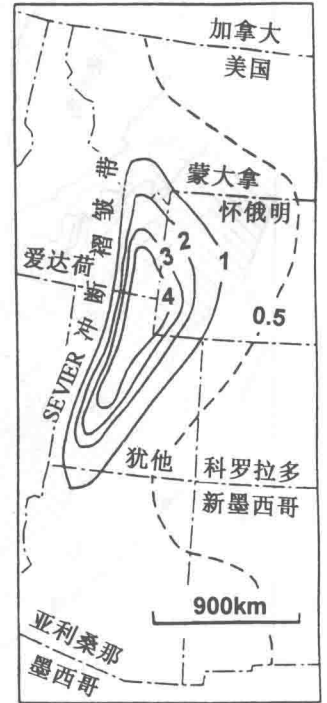 加拿大
美国
蒙大拿
怀俄明
SEVIER 冲断褶皱带
爱达荷
1
2
3
4
0.5
犹他
科罗拉多
新墨西哥
900km
亚利桑那
墨西哥